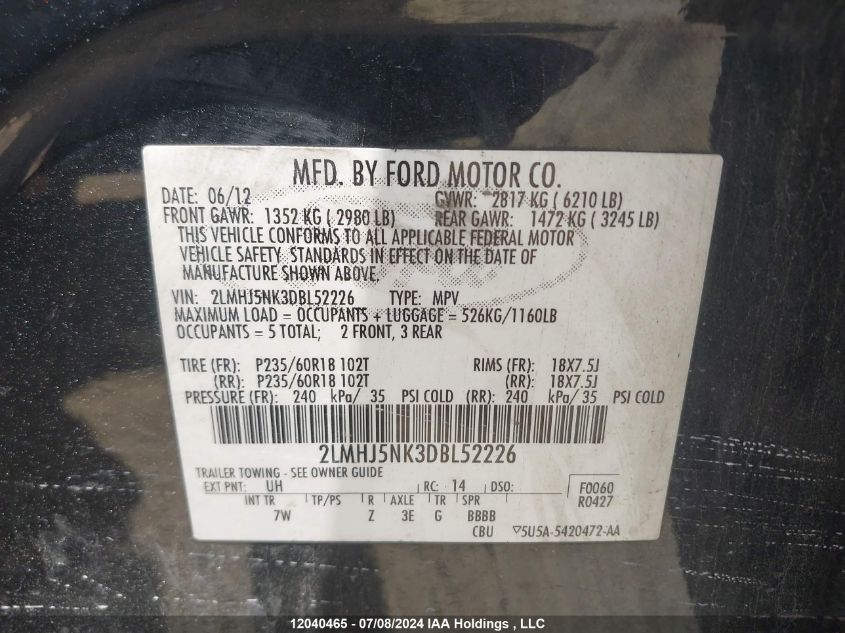 MFD. BY FORD MOTOR CO.
DATE: 06/12 GVWR: 2817 KG ( 6210 LB)
FRONT GAWR: 1352 KG ( 2980 LB) REAR GAWR: 1472 KG ( 3245 LB)
THIS VEHICLE CONFORMS TO ALL APPLICABLE FEDERAL MOTOR
VEHICLE SAFETY STANDARDS IN EFFECT ON THE DATE OF
MANUFACTURE SHOWN ABOVE.
VIN: 2LMHJ5NK3DBL52226 TYPE: MPV
MAXIMUM LOAD = OCCUPANTS + LUGGAGE = 526KG/1160LB
OCCUPANTS = 5 TOTAL; 2 FRONT, 3 REAR
TIRE (FR): P235/60R18 102T RIMS (FR): 18X7.5J
(RR): P235/60R18 102T (RR): 18X7.5J
PRESSURE (FR): 240 kPa/ 35 PSI COLD (RR): 240 kPa/ 35 PSI COLD
2LMHJ5NK3DBL52226
TRAILER TOWING - SEE OWNER GUIDE
EXT PNT: UH RC: 14 DSO: F0060
INT TR TP/PS R AXLE TR SPR R0427
7W Z 3E G BBBB
CBU ▽5U5A-5420472-AA
12040465 - 07/08/2024 IAA Holdings , LLC